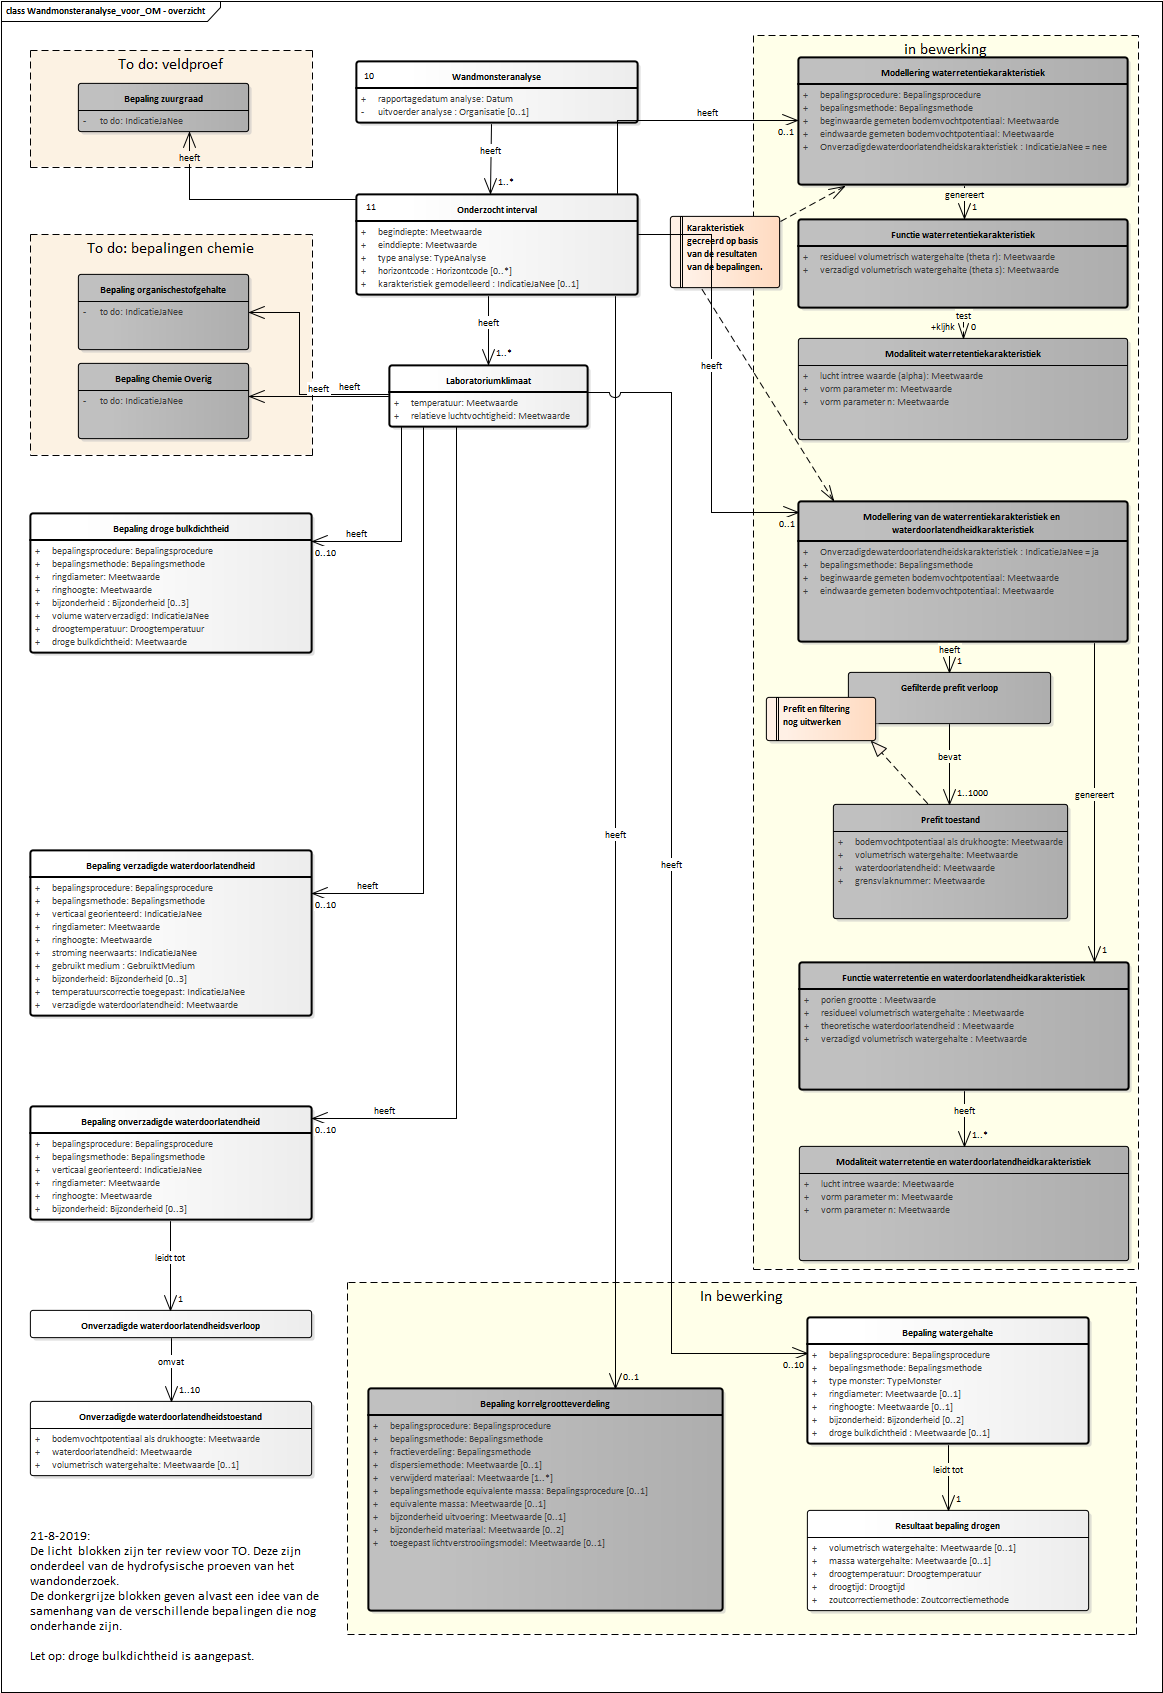 class Wandmonsteranalyse_voor_OM - overzicht
To do: veldproef
Bepaling zuurgraad
- to do: IndicatieJaNee
heeft
10 Wandmonsteranalyse
+ rapportagedatum analyse: Datum
- uitvoerder analyse : Organisatie [0..1]
heeft
1..*
11 Onderzocht interval
+ begindiepte: Meetwaarde
+ einddiepte: Meetwaarde
+ type analyse: TypeAnalyse
+ horizontcode : Horizontcode [0..*]
+ karakteristiek gemodelleerd : IndicatieJaNee [0..1]
heeft
1..*
To do: bepalingen chemie
Bepaling organischestofgehalte
- to do: IndicatieJaNee
Bepaling Chemie Overig
- to do: IndicatieJaNee
heeft
heeft
Laboratoriumklimaat
+ temperatuur: Meetwaarde
+ relatieve luchtvochtigheid: Meetwaarde
in bewerking
heeft
0..1
Modellering waterretentiekarakteristiek
+ bepalingsprocedure: Bepalingsprocedure
+ bepalingsmethode: Bepalingsmethode
+ beginwaarde gemeten bodemvochtpotentiaal: Meetwaarde
+ eindwaarde gemeten bodemvochtpotentiaal: Meetwaarde
+ Onverzadigdewaterdoorlatendheidskarakteristiek : IndicatieJaNee = nee
genereert
1
Karakteristiek
gecreerd op basis
van de resultaten
van de bepalingen.
Functie waterretentiekarakteristiek
+ residueel volumetrisch watergehalte (theta r): Meetwaarde
+ verzadigd volumetrisch watergehalte (theta s): Meetwaarde
test
+kljhk
0
Modaliteit waterretentiekarakteristiek
+ lucht intree waarde (alpha): Meetwaarde
+ vorm parameter m: Meetwaarde
+ vorm parameter n: Meetwaarde
heeft
0..1
Modellering van de waterrentiekarakteristiek en
waterdoorlatendheidkarakteristiek
+ Onverzadigdewaterdoorlatendheidskarakteristiek : IndicatieJaNee = ja
+ bepalingsmethode: Bepalingsmethode
+ beginwaarde gemeten bodemvochtpotentiaal: Meetwaarde
+ eindwaarde gemeten bodemvochtpotentiaal: Meetwaarde
heeft
1
Gefilterde prefit verloop
Prefit en filtering
nog uitwerken
bevat
1..1000
genereert
1
Prefit toestand
+ bodemvochtpotentiaal als drukhoogte: Meetwaarde
+ volumetrisch watergehalte: Meetwaarde
+ waterdoorlatendheid: Meetwaarde
+ grensvlaknummer: Meetwaarde
Functie waterretentie en waterdoorlatendheidkarakteristiek
+ porien grootte : Meetwaarde
+ residueel volumetrisch watergehalte : Meetwaarde
+ theoretische waterdoorlatendheid : Meetwaarde
+ verzadigd volumetrisch watergehalte : Meetwaarde
heeft
1..*
Modaliteit waterretentie en waterdoorlatendheidkarakteristiek
+ lucht intree waarde: Meetwaarde
+ vorm parameter m: Meetwaarde
+ vorm parameter n: Meetwaarde
Bepaling droge bulkdichtheid
+ bepalingsprocedure: Bepalingsprocedure
+ bepalingsmethode: Bepalingsmethode
+ ringdiameter: Meetwaarde
+ ringhoogte: Meetwaarde
+ bijzonderheid : Bijzonderheid [0..3]
+ volume waterverzadigd: IndicatieJaNee
+ droogtemperatuur: Droogtemperatuur
+ droge bulkdichtheid: Meetwaarde
heeft
0..10
Bepaling verzadigde waterdoorlatendheid
+ bepalingsprocedure: Bepalingsprocedure
+ bepalingsmethode: Bepalingsmethode
+ verticaal georienteerd: IndicatieJaNee
+ ringdiameter: Meetwaarde
+ ringhoogte: Meetwaarde
+ stroming neerwaarts: IndicatieJaNee
+ gebruikt medium : GebruiktMedium
+ bijzonderheid: Bijzonderheid [0..3]
+ temperatuurscorrectie toegepast: IndicatieJaNee
+ verzadigde waterdoorlatendheid: Meetwaarde
heeft
0..10
Bepaling onverzadigde waterdoorlatendheid
+ bepalingsprocedure: Bepalingsprocedure
+ bepalingsmethode: Bepalingsmethode
+ verticaal georienteerd: IndicatieJaNee
+ ringdiameter: Meetwaarde
+ ringhoogte: Meetwaarde
+ bijzonderheid: Bijzonderheid [0..3]
heeft
0..10
leidt tot
1
Onverzadigde waterdoorlatendheidsverloop
omvat
1..10
Onverzadigde waterdoorlatendheidstoestand
+ bodemvochtpotentiaal als drukhoogte: Meetwaarde
+ waterdoorlatendheid: Meetwaarde
+ volumetrisch watergehalte: Meetwaarde [0..1]
heeft
heeft
In bewerking
0..1
Bepaling korrelgrootteverdeling
+ bepalingsprocedure: Bepalingsprocedure
+ bepalingsmethode: Bepalingsmethode
+ fractieverdeling: Bepalingsmethode
+ dispersiemethode: Meetwaarde [0..1]
+ verwijderd materiaal: Meetwaarde [1..*]
+ bepalingsmethode equivalente massa: Bepalingsprocedure [0..1]
+ equivalente massa: Meetwaarde [0..1]
+ bijzonderheid uitvoering: Meetwaarde [0..1]
+ bijzonderheid materiaal: Meetwaarde [0..2]
+ toegepast lichtverstrooiingsmodel: Meetwaarde [0..1]
0..10
Bepaling watergehalte
+ bepalingsprocedure: Bepalingsprocedure
+ bepalingsmethode: Bepalingsmethode
+ type monster: TypeMonster
+ ringdiameter: Meetwaarde [0..1]
+ ringhoogte: Meetwaarde [0..1]
+ bijzonderheid: Bijzonderheid [0..2]
+ droge bulkdichtheid : Meetwaarde [0..1]
leidt tot
1
Resultaat bepaling drogen
+ volumetrisch watergehalte: Meetwaarde [0..1]
+ massa watergehalte: Meetwaarde [0..1]
+ droogtemperatuur: Droogtemperatuur
+ droogtijd: Droogtijd
+ zoutcorrectiemethode: Zoutcorrectiemethode
21-8-2019:
De licht blokken zijn ter review voor TO. Deze zijn
onderdeel van de hydrofysische proeven van het
wandonderzoek.
De donkergrijze blokken geven alvast een idee van de
samenhang van de verschillende bepalingen die nog
onderhande zijn.
Let op: droge bulkdichtheid is aangepast.